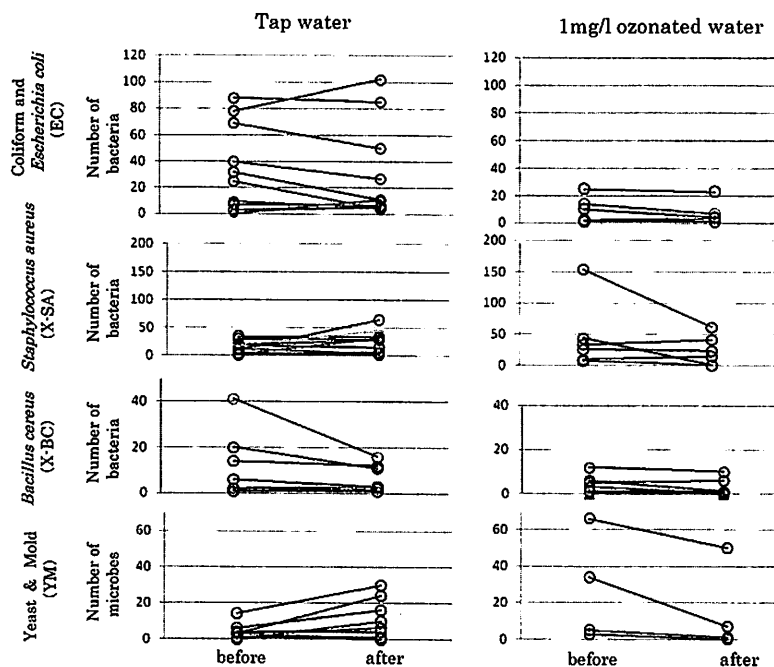 Tap water
1mg/l ozonated water
Coliform and
Escherichia coli
(EC)
Number of
bacteria
120
100
80
60
40
20
0
120
100
80
60
40
20
0
Staphylococcus aureus
(X-SA)
Number of
bacteria
200
150
100
50
0
200
150
100
50
0
Bacillus cereus
(X-BC)
Number of
bacteria
40
20
0
40
20
0
Yeast & Mold
(YM)
Number of
microbes
60
40
20
0
60
40
20
0
before
after
before
after